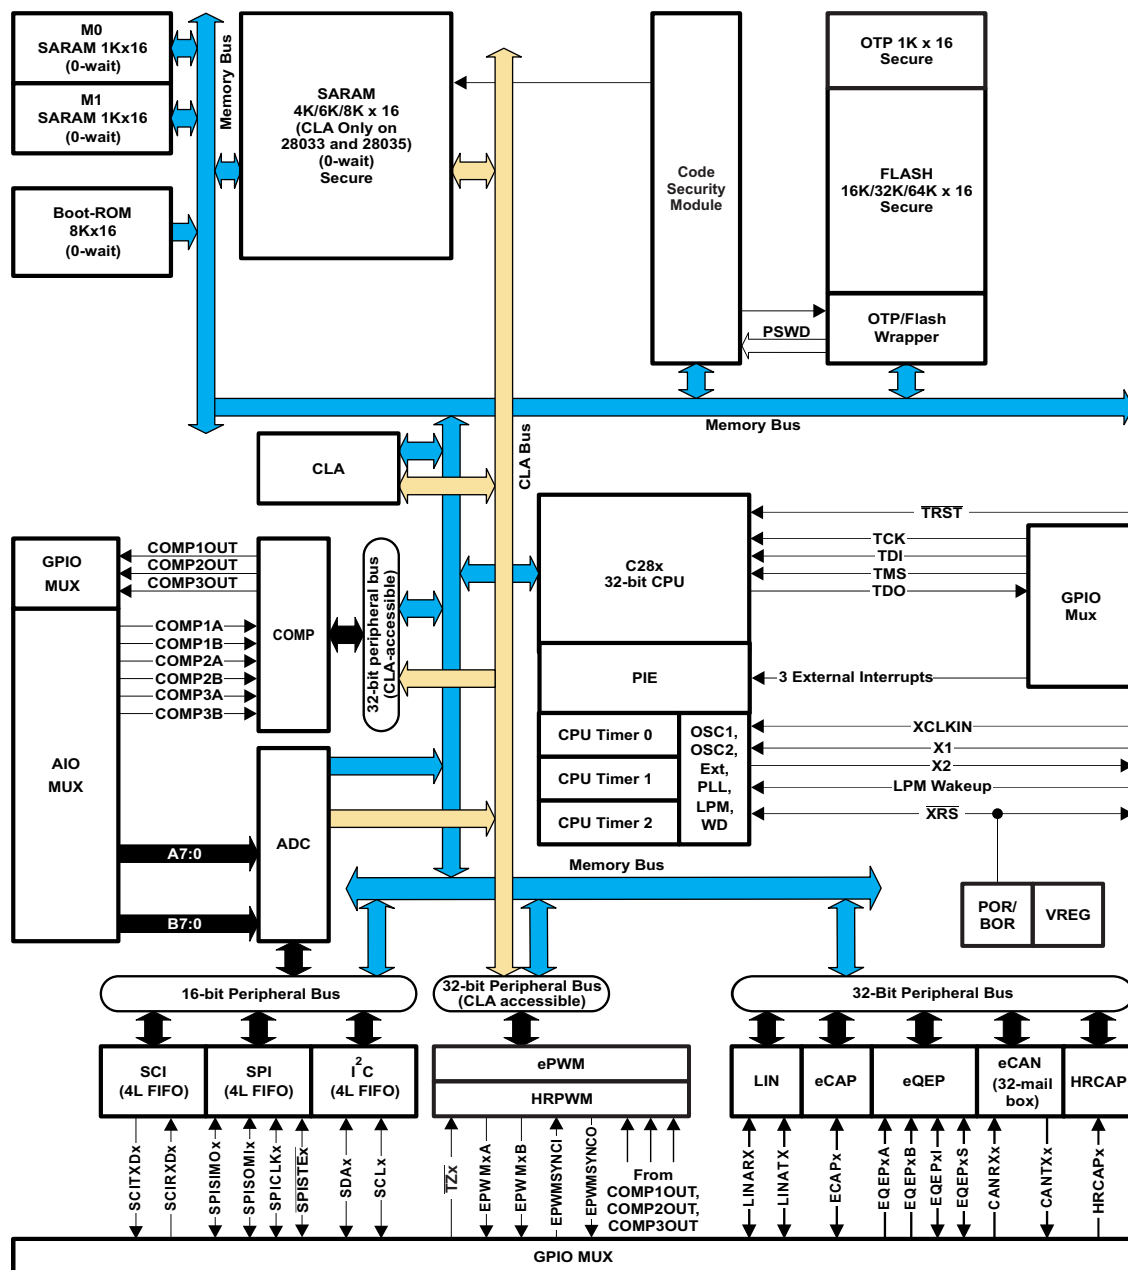 M0
SARAM 1Kx16
(0-wait)
M1
SARAM 1Kx16
(0-wait)
Boot-ROM
8Kx16
(0-wait)
Memory Bus
SARAM
4K/6K/8K x 16
(CLA Only on
28033 and 28035)
(0-wait)
Secure
Code
Security
Module
OTP 1K x 16
Secure
FLASH
16K/32K/64K x 16
Secure
OTP/Flash
Wrapper
PSWD
Memory Bus
CLA Bus
CLA
GPIO
MUX
COMP1OUT
COMP2OUT
COMP3OUT
COMP
32-bit peripheral bus
(CLA-accessible)
AIO
MUX
COMP1A
COMP1B
COMP2A
COMP2B
COMP3A
COMP3B
A7:0
B7:0
ADC
C28x
32-bit CPU
PIE
CPU Timer 0
CPU Timer 1
CPU Timer 2
OSC1,
OSC2,
Ext,
PLL,
LPM,
WD
TRST
TCK
TDI
TMS
TDO
GPIO
Mux
3 External Interrupts
XCLKIN
X1
X2
LPM Wakeup
XRS
POR/
BOR
VREG
Memory Bus
16-bit Peripheral Bus
32-bit Peripheral Bus
(CLA accessible)
32-Bit Peripheral Bus
SCI
(4L FIFO)
SPI
(4L FIFO)
I2C
(4L FIFO)
ePWM
HRPWM
LIN
eCAP
eQEP
eCAN
(32-mail
box)
HRCAP
SCITXDx
SCIRXDx
SPISIMOx
SPISOMIx
SPICLKx
SPISTEx
SDAx
SCLx
TZx
EPWMxA
EPWMxB
EPWMSYNCI
EPWMSYNCO
From
COMP1OUT,
COMP2OUT,
COMP3OUT
LINARX
LINATX
ECAPx
EQEPxA
EQEPxB
EQEPxI
EQEPxS
CANRXx
CANTXx
HRCAPx
GPIO MUX